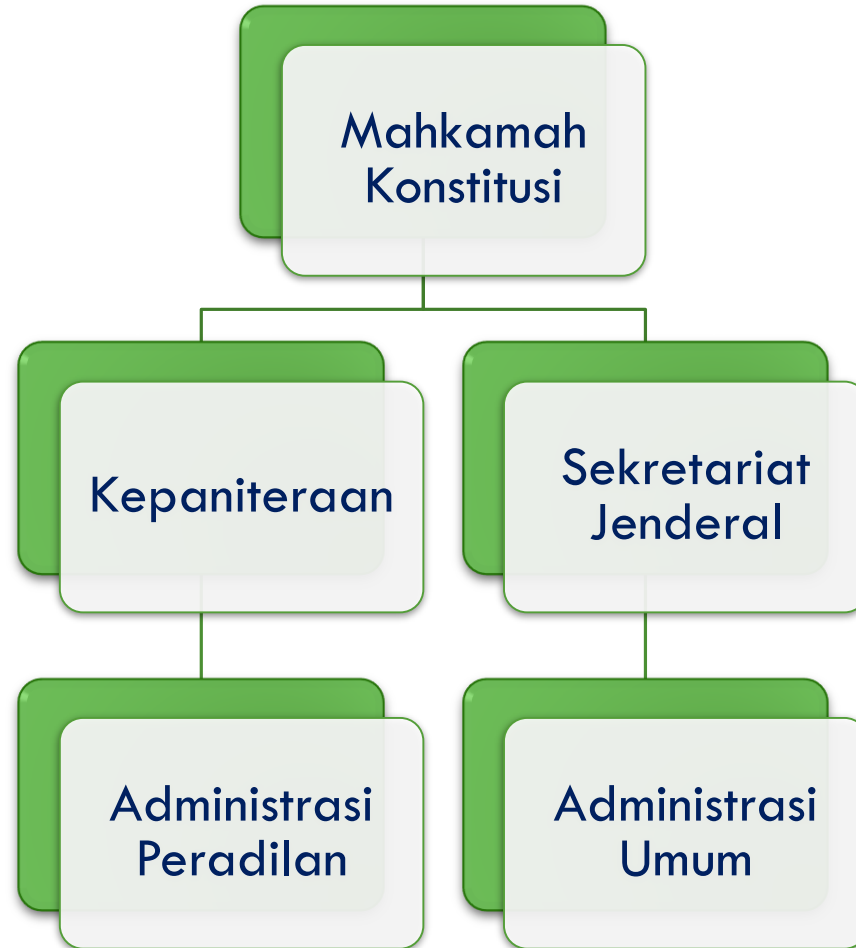 Mahkamah
Konstitusi
Kepaniteraan
Sekretariat
Jenderal
Administrasi
Peradilan
Administrasi
Umum